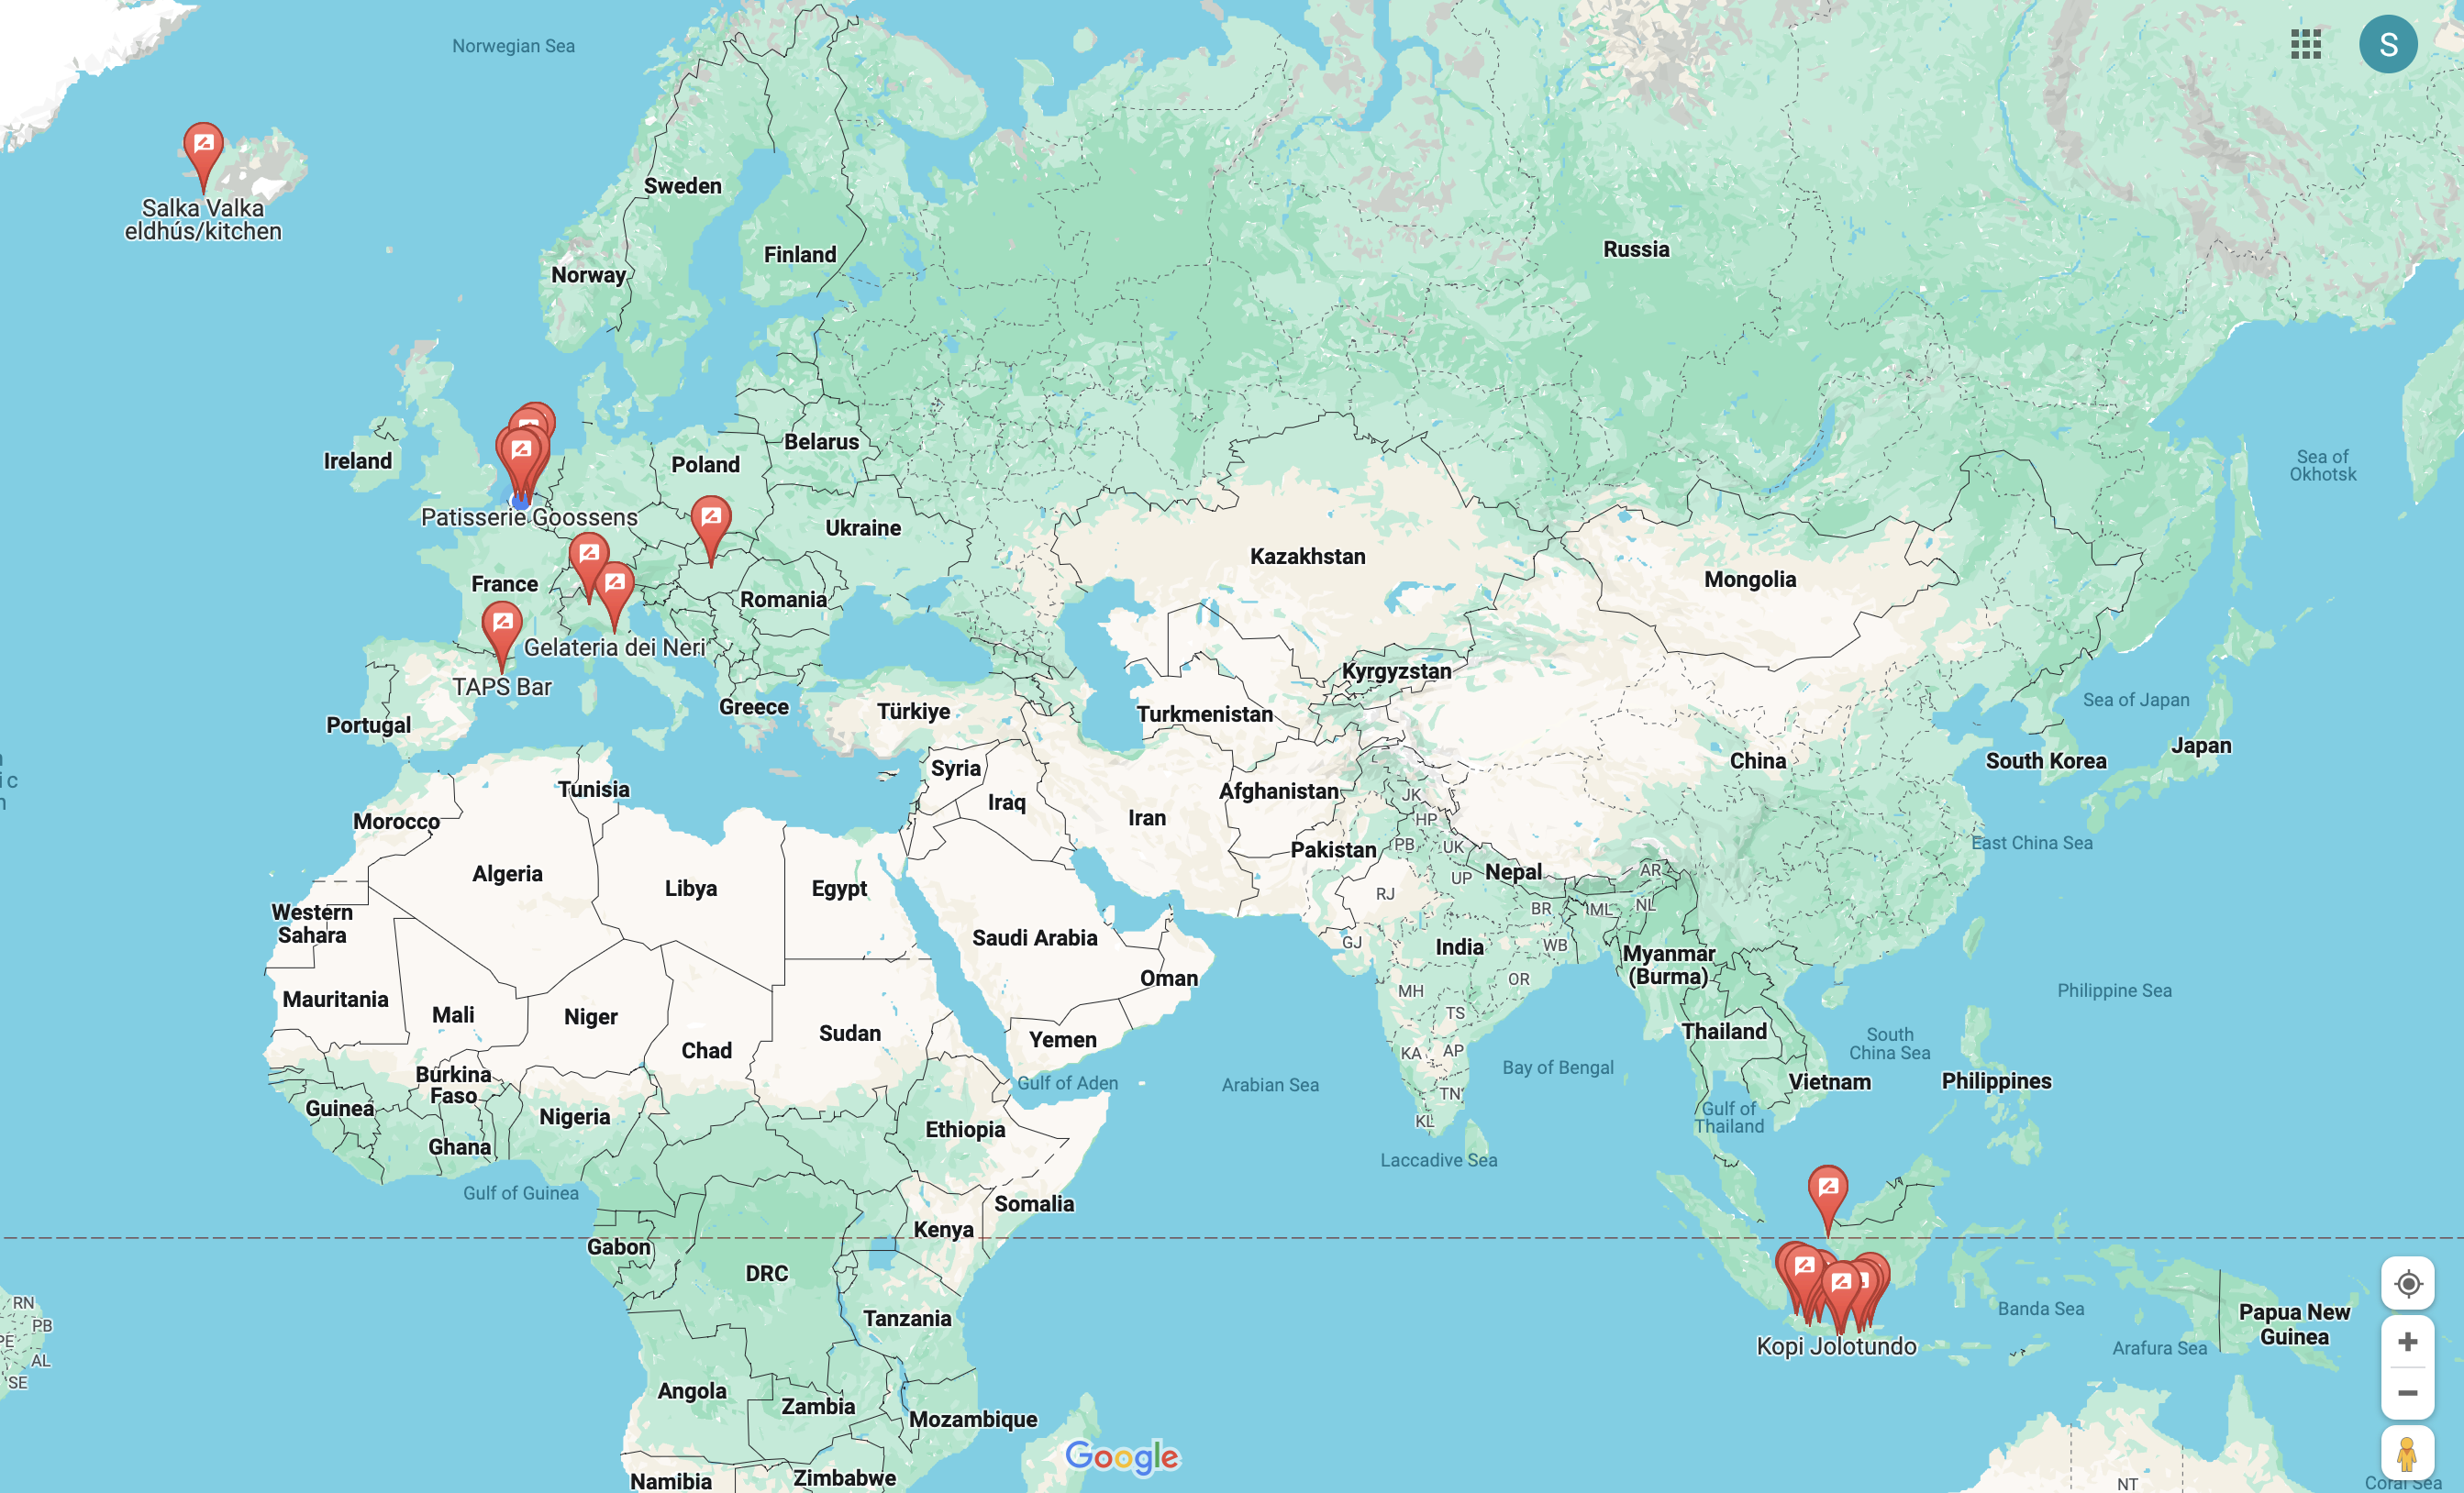 Norwegian Sea
S
Salka Valka
eldhús/kitchen
Sweden
Finland
Norway
Russia
Ireland
Belarus
Poland
Sea of
Okhotsk
Patisserie Goossens
Ukraine
Kazakhstan
Mongolia
France
Romania
Gelateria dei Neri
TAPS Bar
Kyrgyzstan
Greece
Türkiye
Turkmenistan
Sea of Japan
Portugal
Japan
South Korea
China
Syria
Tunisia
Afghanistan
Iraq
JK
Iran
HP
Morocco
PB
UK
Pakistan
East China Sea
Algeria
Nepal
AR
UP
Libya
Egypt
RJ
BR
ML
NL
Western
Sahara
Saudi Arabia
GJ
India
WB
Myanmar
(Burma)
Oman
OR
MH
Philippine Sea
Mauritania
Mali
Niger
TS
Sudan
Thailand
Yemen
South
China Sea
Chad
KA
AP
Bay of Bengal
Burkina
Faso
Gulf of Aden
Arabian Sea
TN
Vietnam
Philippines
Guinea
Nigeria
KL
Gulf of
Thailand
Ethiopia
Ghana
Laccadive Sea
Gulf of Guinea
Somalia
Kenya
Gabon
DRC
RN
PB
PE
AL
SE
Tanzania
Banda Sea
Papua New
Guinea
Kopi Jolotundo
Arafura Sea
Angola
Zambia
Mozambique
Google
Namibia
Zimbabwe
NT
Coral Sea